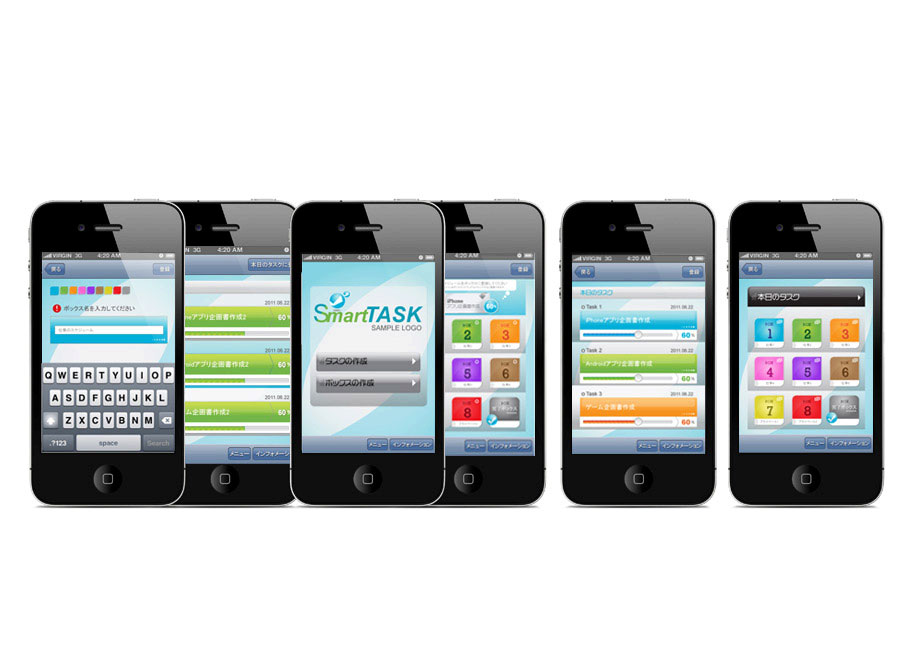 VIRGIN 3G 4:20 AM
戻る 登録
ボックス名を入力してください
仕事のスケジュール
Q W E R T Y U I O P
A S D F G H J K L
Z X C V B N M
.?123 space Search
N 4:20 AM
本日のタスクに
2011.06.22
eアプリ企画書作成2
60 %
2011.06.22
oidアプリ企画書作成2
60 %
2011.06.22
ム企画書作成2
60 %
メニュー インフォメーシ
VIRGIN 3G 4:20 AM
SmartTASK
SAMPLE LOGO
タスクの作成
ボックスの作成
メニュー インフォメーション
4:20 AM
登録
iPhone
60%
2 3
5 6
8
メニュー インフォメーション
VIRGIN 3G 4:20 AM
戻る 登録
本日のタスク
Task 1 2011.06.22
iPhoneアプリ企画書作成
60 %
Task 2 2011.06.22
Androidアプリ企画書作成
60 %
Task 3 2011.06.22
ゲーム企画書作成
60 %
メニュー インフォメーション
VIRGIN 3G 4:20 AM
戻る
本日のタスク
1 2 3
4 5 6
7 8
メニュー インフォメーション